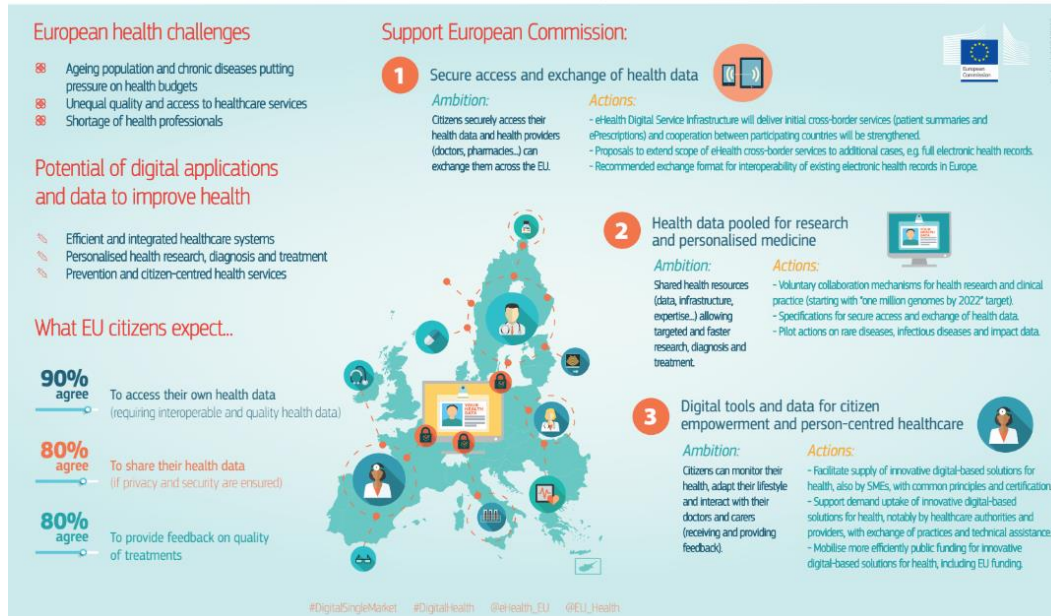 European health challenges
Ageing population and chronic diseases putting
pressure on health budgets
Unequal quality and access to healthcare services
Shortage of health professionals
Potential of digital applications
and data to improve health
Efficient and integrated healthcare systems
Personalised health research, diagnosis and treatment
Prevention and citizen-centred health services
What EU citizens expect...
90%
agree
To access their own health data
(requiring interoperable and quality health data)
80%
agree
To share their health data
(if privacy and security are ensured)
80%
agree
To provide feedback on quality
of treatments
Support European Commission:
European
Commission
1
Secure access and exchange of health data
Ambition:
Citizens securely access their
health data and health providers
(doctors, pharmacies...) can
exchange them across the EU.
Actions:
- eHealth Digital Service Infrastructure will deliver initial cross-border services (patient summaries and
ePrescriptions) and cooperation between participating countries will be strengthened.
- Proposals to extend scope of eHealth cross-border services to additional cases, e.g. full electronic health records.
- Recommended exchange format for interoperability of existing electronic health records in Europe.
2
Health data pooled for research
and personalised medicine
Ambition:
Shared health resources
(data, infrastructure,
expertise...) allowing
targeted and faster
research, diagnosis and
treatment.
Actions:
- Voluntary collaboration mechanisms for health research and clinical
practice (starting with "one million genomes by 2022" target).
- Specifications for secure access and exchange of health data.
- Pilot actions on rare diseases, infectious diseases and impact data.
YOUR
HEALTH
DATA
3
Digital tools and data for citizen
empowerment and person-centred healthcare
Ambition:
Citizens can monitor their
health, adapt their lifestyle
and interact with their
doctors and carers
(receiving and providing
feedback).
Actions:
- Facilitate supply of innovative digital-based solutions for
health, also by SMEs, with common principles and certification.
- Support demand uptake of innovative digital-based
solutions for health, notably by healthcare authorities and
providers, with exchange of practices and technical assistance.
- Mobilise more efficiently public funding for innovative
digital-based solutions for health, including EU funding.
YOUR
HEALTH
DATA
#DigitalSingleMarket #DigitalHealth @eHealth_EU @EU_Health